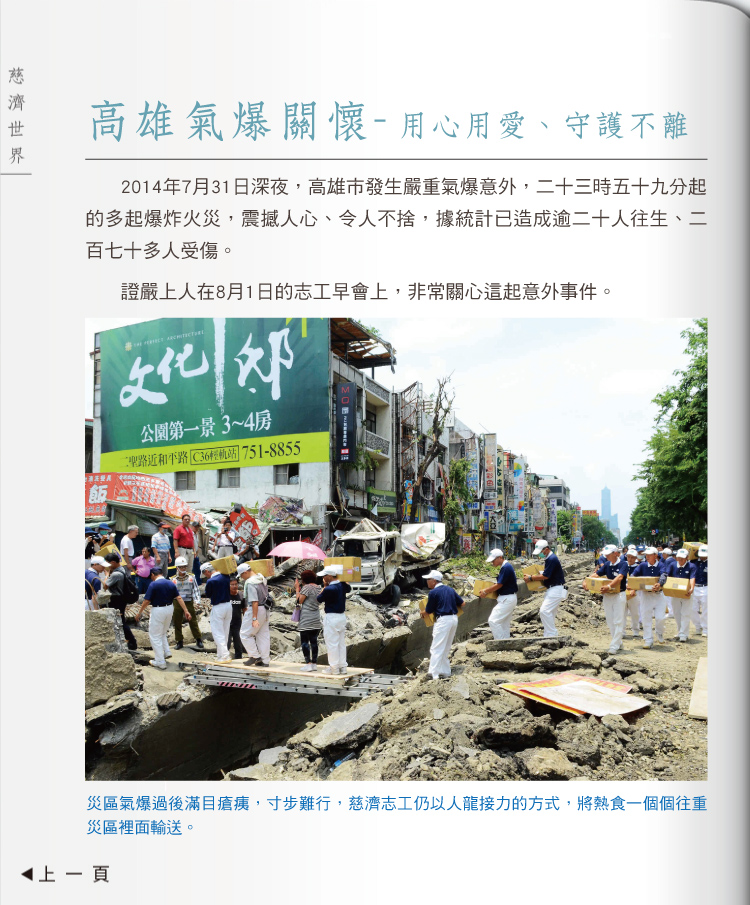 慈濟世界
高雄氣爆關懷-用心用愛、守護不離
2014年7月31日深夜，高雄市發生嚴重氣爆意外，二十三時五十九分起
的多起爆炸火災，震撼人心、令人不捨，據統計已造成逾二十人往生、二
百七十多人受傷。
證嚴上人在8月1日的志工早會上，非常關心這起意外事件。
THE PERFECT ARCHITECTURE
文化邸
公園第一景 3~4房
聖路近和平路 C36輕軌站 751-8855
飯
災區氣爆過後滿目瘡痍，寸步難行，慈濟志工仍以人龍接力的方式，將熱食一個個往重
災區裡面輸送。
◀上一頁